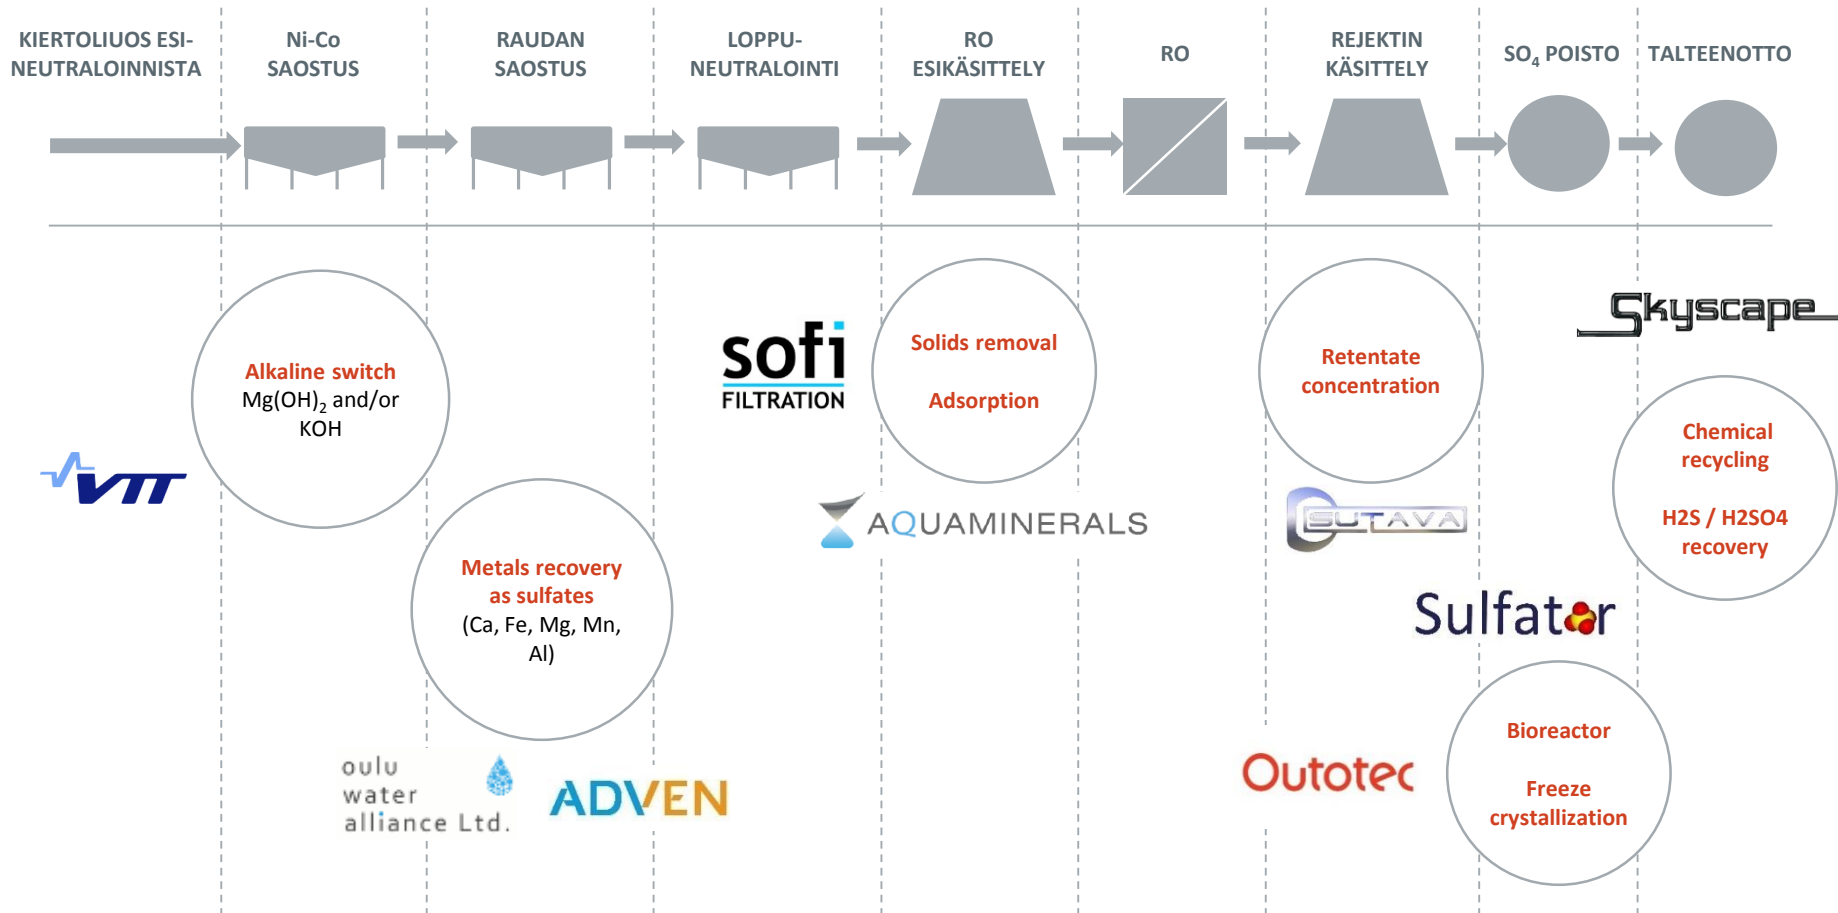 KIERTOLIUOS ESI-
NEUTRALOINNISTA
Ni-Co
SAOSTUS
RAUDAN
SAOSTUS
LOPPU-
NEUTRALOINTI
RO
ESIKÄSITTELY
RO
REJEKTIN
KÄSITTELY
SO₄ POISTO
TALTEENOTTO
Alkaline switch
Mg(OH)₂ and/or
KOH
VTT
Metals recovery
as sulfates
(Ca, Fe, Mg, Mn,
Al)
oulu
water
alliance Ltd.
ADVEN
sofi
FILTRATION
Solids removal
Adsorption
AQUAMINERALS
Retentate
concentration
SUTAVA
Sulfator
Outotec
Bioreactor
Freeze
crystallization
Skyscape
Chemical
recycling
H2S / H2SO4
recovery